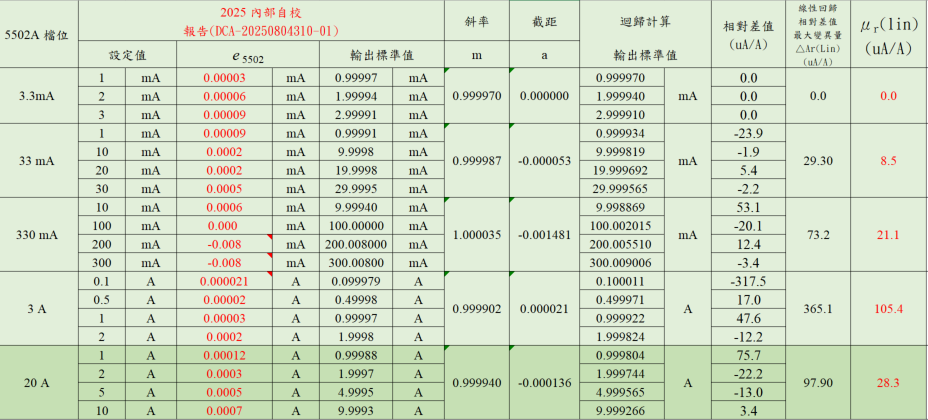 5502A 檔位 2025 內部自校 報告(DCA-20250804310-01) 斜率 截距 迴歸計算 相對差值 (uA/A) 線性回歸 相對差值 最大變異量 △Ar(Lin) (uA/A) μr(lin) (uA/A)
設定值 e5502 輸出標準值 m a 輸出標準值
3.3mA 0.999970 0.000000 mA 0.0 0.0
1 mA 0.00003 mA 0.99997 mA 0.999970 0.0
2 mA 0.00006 mA 1.99994 mA 1.999940 0.0
3 mA 0.00009 mA 2.99991 mA 2.999910 0.0
33 mA 0.999987 -0.000053 mA 29.30 8.5
1 mA 0.00009 mA 0.99991 mA 0.999934 -23.9
10 mA 0.0002 mA 9.9998 mA 9.999819 -1.9
20 mA 0.0002 mA 19.9998 mA 19.999692 5.4
30 mA 0.0005 mA 29.9995 mA 29.999565 -2.2
330 mA 1.000035 -0.001481 mA 73.2 21.1
10 mA 0.0006 mA 9.99940 mA 9.998869 53.1
100 mA 0.000 mA 100.00000 mA 100.002015 -20.1
200 mA -0.008 mA 200.008000 mA 200.005510 12.4
300 mA -0.008 mA 300.00800 mA 300.009006 -3.4
3 A 0.999902 0.000021 A 365.1 105.4
0.1 A 0.000021 A 0.099979 A 0.100011 -317.5
0.5 A 0.00002 A 0.49998 A 0.499971 17.0
1 A 0.00003 A 0.99997 A 0.999922 47.6
2 A 0.0002 A 1.9998 A 1.999824 -12.2
20 A 0.999940 -0.000136 A 97.90 28.3
1 A 0.00012 A 0.99988 A 0.999804 75.7
2 A 0.0003 A 1.9997 A 1.999744 -22.2
5 A 0.0005 A 4.9995 A 4.999565 -13.0
10 A 0.0007 A 9.9993 A 9.999266 3.4